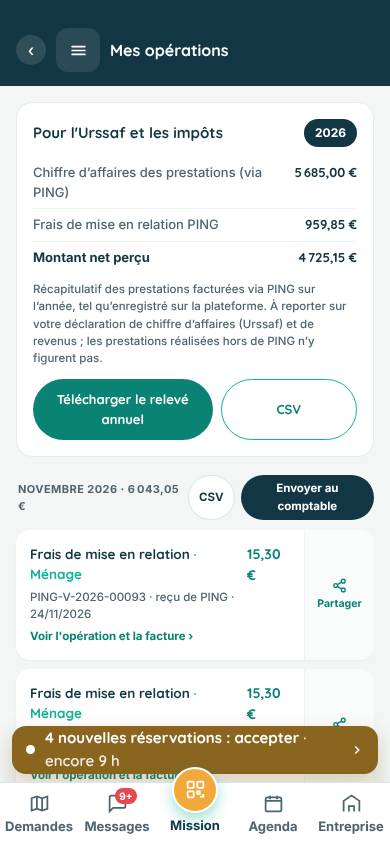 ‹ Mes opérations
Pour l'Urssaf et les impôts 2026
Chiffre d'affaires des prestations (via 5 685,00 €
PING)
Frais de mise en relation PING 959,85 €
Montant net perçu 4 725,15 €
Récapitulatif des prestations facturées via PING sur
l'année, tel qu'enregistré sur la plateforme. À reporter sur
votre déclaration de chiffre d'affaires (Urssaf) et de
revenus ; les prestations réalisées hors de PING n'y
figurent pas.
Télécharger le relevé
annuel
CSV
NOVEMBRE 2026 · 6 043,05
€
CSV
Envoyer au
comptable
Frais de mise en relation · 15,30
Ménage €
PING-V-2026-00093 · reçu de PING ·
24/11/2026
Voir l'opération et la facture ›
Partager
Frais de mise en relation · 15,30
Ménage €
4 nouvelles réservations : accepter · ›
encore 9 h
Voir l'opération et la facture
9+
Demandes Messages Mission Agenda Entreprise